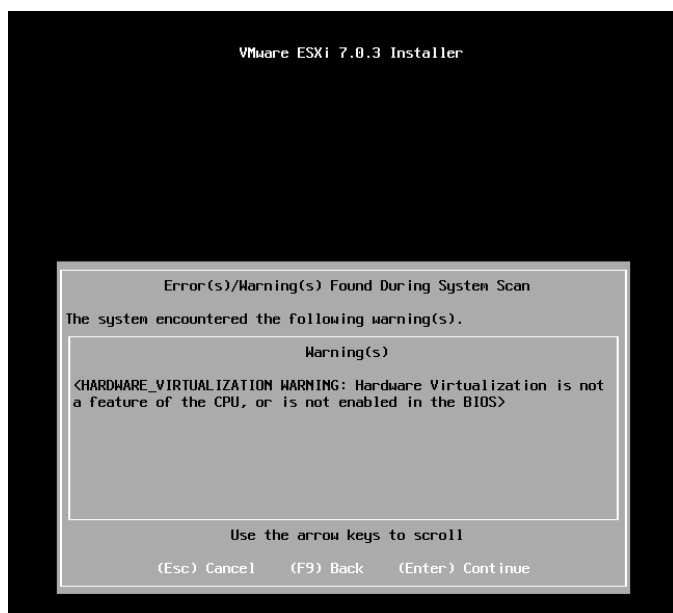 VMware ESXi 7.0.3 Installer
Error(s)/Warning(s) Found During System Scan
The system encountered the following warning(s).
Warning(s)
<HARDWARE_VIRTUALIZATION WARNING: Hardware Virtualization is not
a feature of the CPU, or is not enabled in the BIOS>
Use the arrow keys to scroll
(Esc) Cancel (F9) Back (Enter) Continue